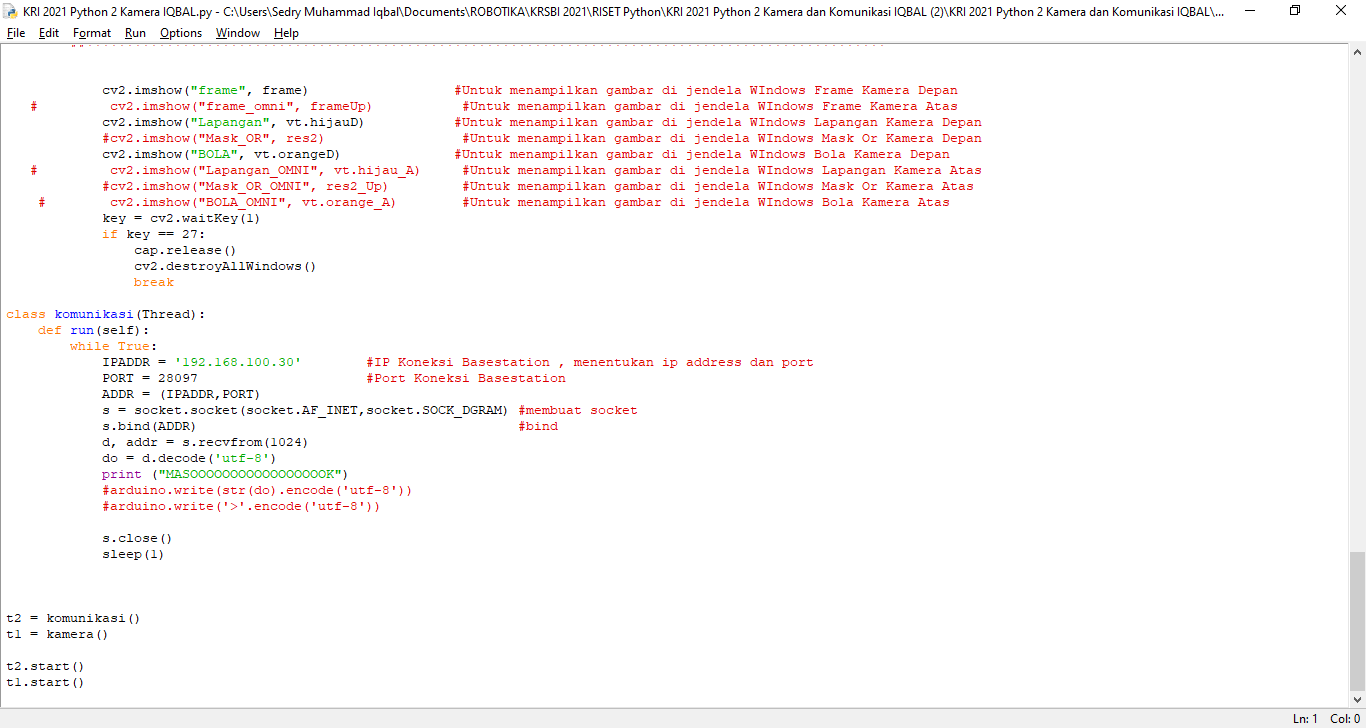 KRI 2021 Python 2 Kamera IQBAL.py - C:\Users\Sedry Muhammad Iqbal\Documents\ROBOTIKA\KRSBI 2021\RISET Python\KRI 2021 Python 2 Kamera dan Komunikasi IQBAL (2)\KRI 2021 Python 2 Kamera dan Komunikasi IQBAL\...
File Edit Format Run Options Window Help
cv2.imshow("frame", frame) #Untuk menampilkan gambar di jendela WIndows Frame Kamera Depan
# cv2.imshow("frame_omni", frameUp) #Untuk menampilkan gambar di jendela WIndows Frame Kamera Atas
cv2.imshow("Lapangan", vt.hijauD) #Untuk menampilkan gambar di jendela WIndows Lapangan Kamera Depan
#cv2.imshow("Mask_OR", res2) #Untuk menampilkan gambar di jendela WIndows Mask Or Kamera Depan
cv2.imshow("BOLA", vt.orangeD) #Untuk menampilkan gambar di jendela WIndows Bola Kamera Depan
# cv2.imshow("Lapangan_OMNI", vt.hijau_A) #Untuk menampilkan gambar di jendela WIndows Lapangan Kamera Atas
#cv2.imshow("Mask_OR_OMNI", res2_Up) #Untuk menampilkan gambar di jendela WIndows Mask Or Kamera Atas
# cv2.imshow("BOLA_OMNI", vt.orange_A) #Untuk menampilkan gambar di jendela WIndows Bola Kamera Atas
key = cv2.waitKey(1)
if key == 27:
cap.release()
cv2.destroyAllWindows()
break
class komunikasi(Thread):
def run(self):
while True:
IPADDR = '192.168.100.30' #IP Koneksi Basestation , menentukan ip address dan port
PORT = 28097 #Port Koneksi Basestation
ADDR = (IPADDR,PORT)
s = socket.socket(socket.AF_INET,socket.SOCK_DGRAM) #membuat socket
s.bind(ADDR) #bind
d, addr = s.recvfrom(1024)
do = d.decode('utf-8')
print ("MASOOOOOOOOOOOOOOOOOK")
#arduino.write(str(do).encode('utf-8'))
#arduino.write('>'.encode('utf-8'))
s.close()
sleep(1)
t2 = komunikasi()
t1 = kamera()
t2.start()
t1.start()
Ln: 1 Col: 0